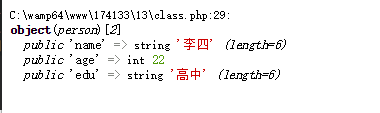 C:\wamp64\www\174133\13\class.php:29:
object(person)[2]
public 'name' => string '李四' (length=6)
public 'age' => int 22
public 'edu' => string '高中' (length=6)